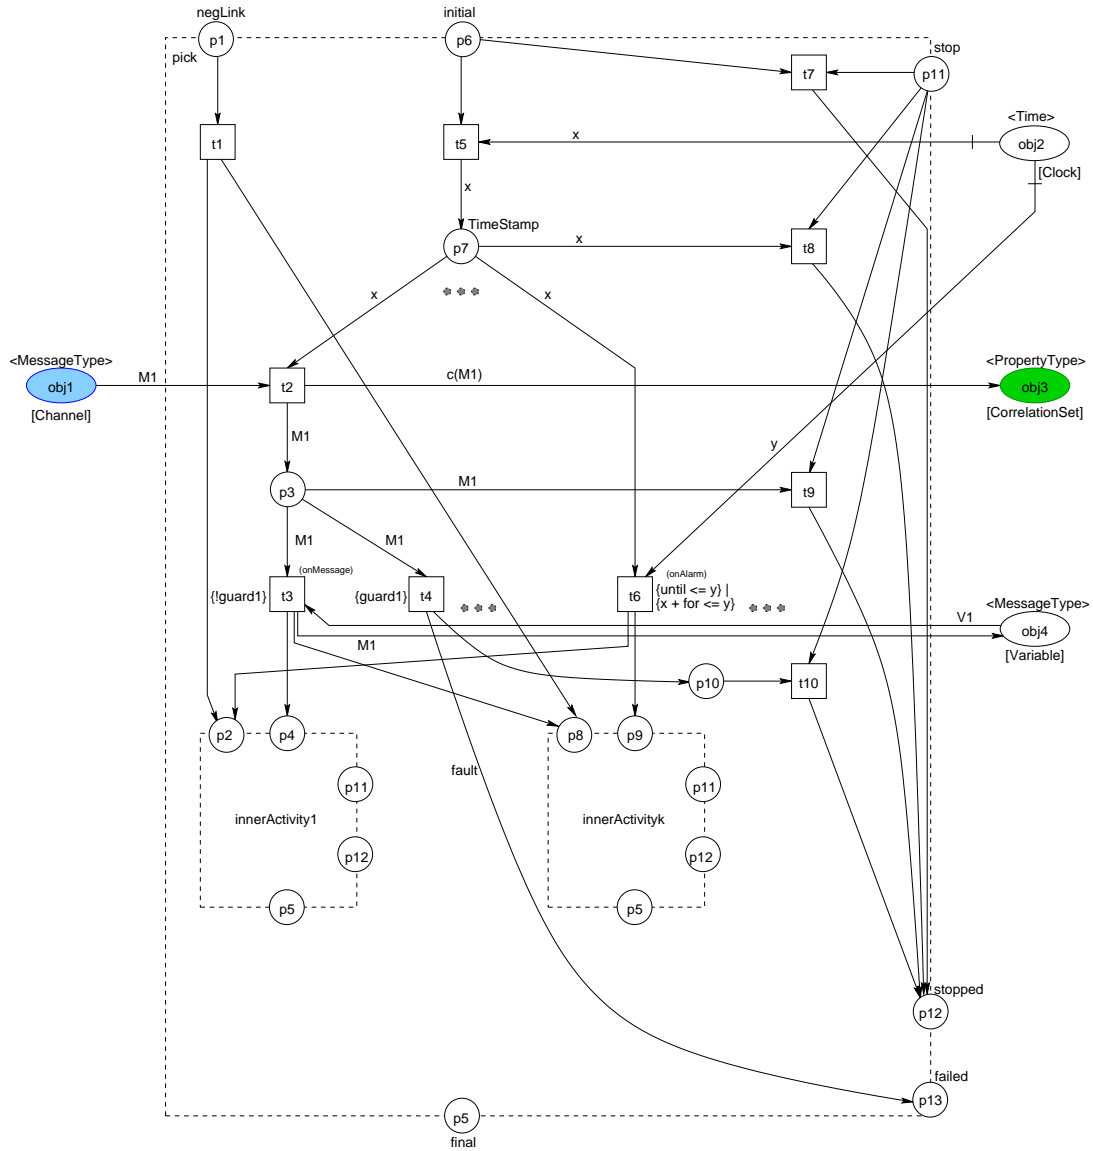 negLink
initial
p1
p6
stop
pick
t7
p11
<Time>
t1
t5
x
obj2
[Clock]
x
TimeStamp
p7
x
t8
x
x
<MessageType>
<PropertyType>
M1
obj1
t2
c(M1)
obj3
[Channel]
[CorrelationSet]
M1
y
p3
M1
t9
M1
M1
(onMessage)
(onAlarm)
{!guard1}
t3
{guard1}
t4
t6
{until <= y} |
{x + for <= y}
<MessageType>
V1
obj4
M1
[Variable]
p10
t10
p2
p4
p8
p9
fault
p11
p11
innerActivity1
innerActivityk
p12
p12
p5
p5
stopped
p12
failed
p13
p5
final